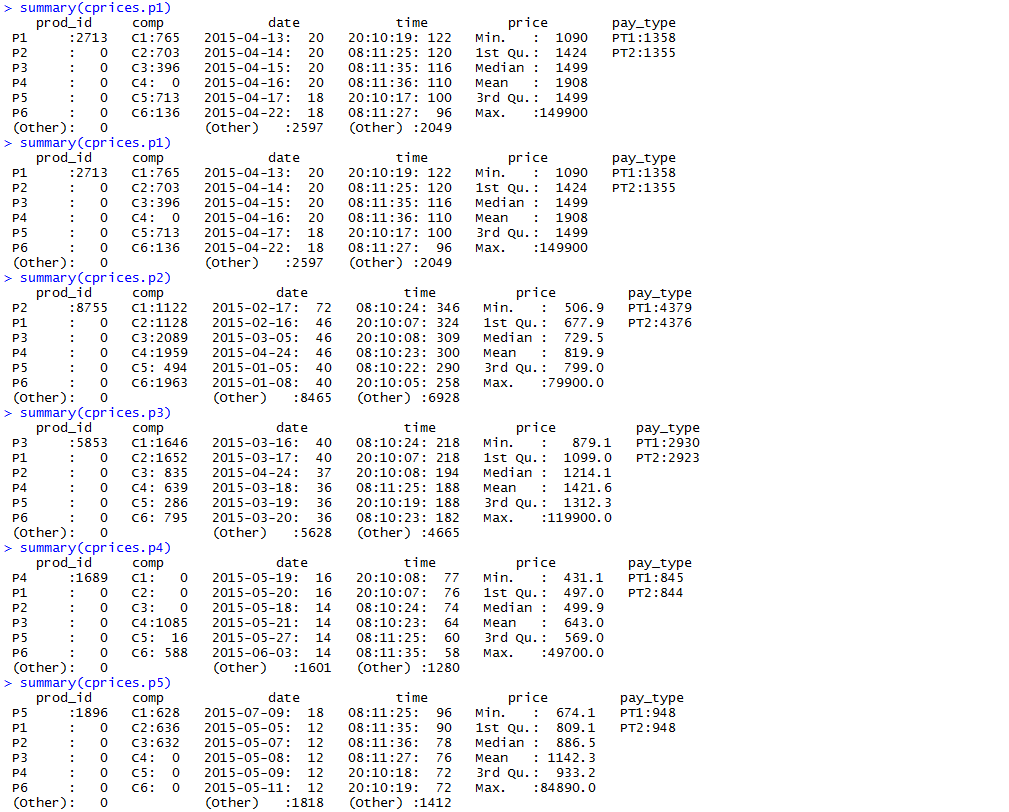 > summary(cprices.p1)
prod_id comp date time price pay_type
P1 :2713 C1:765 2015-04-13: 20 20:10:19: 122 Min. : 1090 PT1:1358
P2 : 0 C2:703 2015-04-14: 20 08:11:25: 120 1st Qu.: 1424 PT2:1355
P3 : 0 C3:396 2015-04-15: 20 08:11:35: 116 Median : 1499
P4 : 0 C4: 0 2015-04-16: 20 08:11:36: 110 Mean : 1908
P5 : 0 C5:713 2015-04-17: 18 20:10:17: 100 3rd Qu.: 1499
P6 : 0 C6:136 2015-04-22: 18 08:11:27: 96 Max. :149900
(Other): 0 (Other) :2597 (Other) :2049
> summary(cprices.p1)
prod_id comp date time price pay_type
P1 :2713 C1:765 2015-04-13: 20 20:10:19: 122 Min. : 1090 PT1:1358
P2 : 0 C2:703 2015-04-14: 20 08:11:25: 120 1st Qu.: 1424 PT2:1355
P3 : 0 C3:396 2015-04-15: 20 08:11:35: 116 Median : 1499
P4 : 0 C4: 0 2015-04-16: 20 08:11:36: 110 Mean : 1908
P5 : 0 C5:713 2015-04-17: 18 20:10:17: 100 3rd Qu.: 1499
P6 : 0 C6:136 2015-04-22: 18 08:11:27: 96 Max. :149900
(Other): 0 (Other) :2597 (Other) :2049
> summary(cprices.p2)
prod_id comp date time price pay_type
P2 :8755 C1:1122 2015-02-17: 72 08:10:24: 346 Min. : 506.9 PT1:4379
P1 : 0 C2:1128 2015-02-16: 46 20:10:07: 324 1st Qu.: 677.9 PT2:4376
P3 : 0 C3:2089 2015-03-05: 46 20:10:08: 309 Median : 729.5
P4 : 0 C4:1959 2015-04-24: 46 08:10:23: 300 Mean : 819.9
P5 : 0 C5: 494 2015-01-05: 40 08:10:22: 290 3rd Qu.: 799.0
P6 : 0 C6:1963 2015-01-08: 40 20:10:05: 258 Max. :79900.0
(Other): 0 (Other) :8465 (Other) :6928
> summary(cprices.p3)
prod_id comp date time price pay_type
P3 :5853 C1:1646 2015-03-16: 40 08:10:24: 218 Min. : 879.1 PT1:2930
P1 : 0 C2:1652 2015-03-17: 40 20:10:07: 218 1st Qu.: 1099.0 PT2:2923
P2 : 0 C3: 835 2015-04-24: 37 20:10:08: 194 Median : 1214.1
P4 : 0 C4: 639 2015-03-18: 36 08:11:25: 188 Mean : 1421.6
P5 : 0 C5: 286 2015-03-19: 36 20:10:19: 188 3rd Qu.: 1312.3
P6 : 0 C6: 795 2015-03-20: 36 08:10:23: 182 Max. :119900.0
(Other): 0 (Other) :5628 (Other) :4665
> summary(cprices.p4)
prod_id comp date time price pay_type
P4 :1689 C1: 0 2015-05-19: 16 20:10:08: 77 Min. : 431.1 PT1:845
P1 : 0 C2: 0 2015-05-20: 16 20:10:07: 76 1st Qu.: 497.0 PT2:844
P2 : 0 C3: 0 2015-05-18: 14 08:10:24: 74 Median : 499.9
P3 : 0 C4:1085 2015-05-21: 14 08:10:23: 64 Mean : 643.0
P5 : 0 C5: 16 2015-05-27: 14 08:11:25: 60 3rd Qu.: 569.0
P6 : 0 C6: 588 2015-06-03: 14 08:11:35: 58 Max. :49700.0
(Other): 0 (Other) :1601 (Other) :1280
> summary(cprices.p5)
prod_id comp date time price pay_type
P5 :1896 C1:628 2015-07-09: 18 08:11:25: 96 Min. : 674.1 PT1:948
P1 : 0 C2:636 2015-05-05: 12 08:11:35: 90 1st Qu.: 809.1 PT2:948
P2 : 0 C3:632 2015-05-07: 12 08:11:36: 78 Median : 886.5
P3 : 0 C4: 0 2015-05-08: 12 08:11:27: 76 Mean : 1142.3
P4 : 0 C5: 0 2015-05-09: 12 20:10:18: 72 3rd Qu.: 933.2
P6 : 0 C6: 0 2015-05-11: 12 20:10:19: 72 Max. :84890.0
(Other): 0 (Other) :1818 (Other) :1412